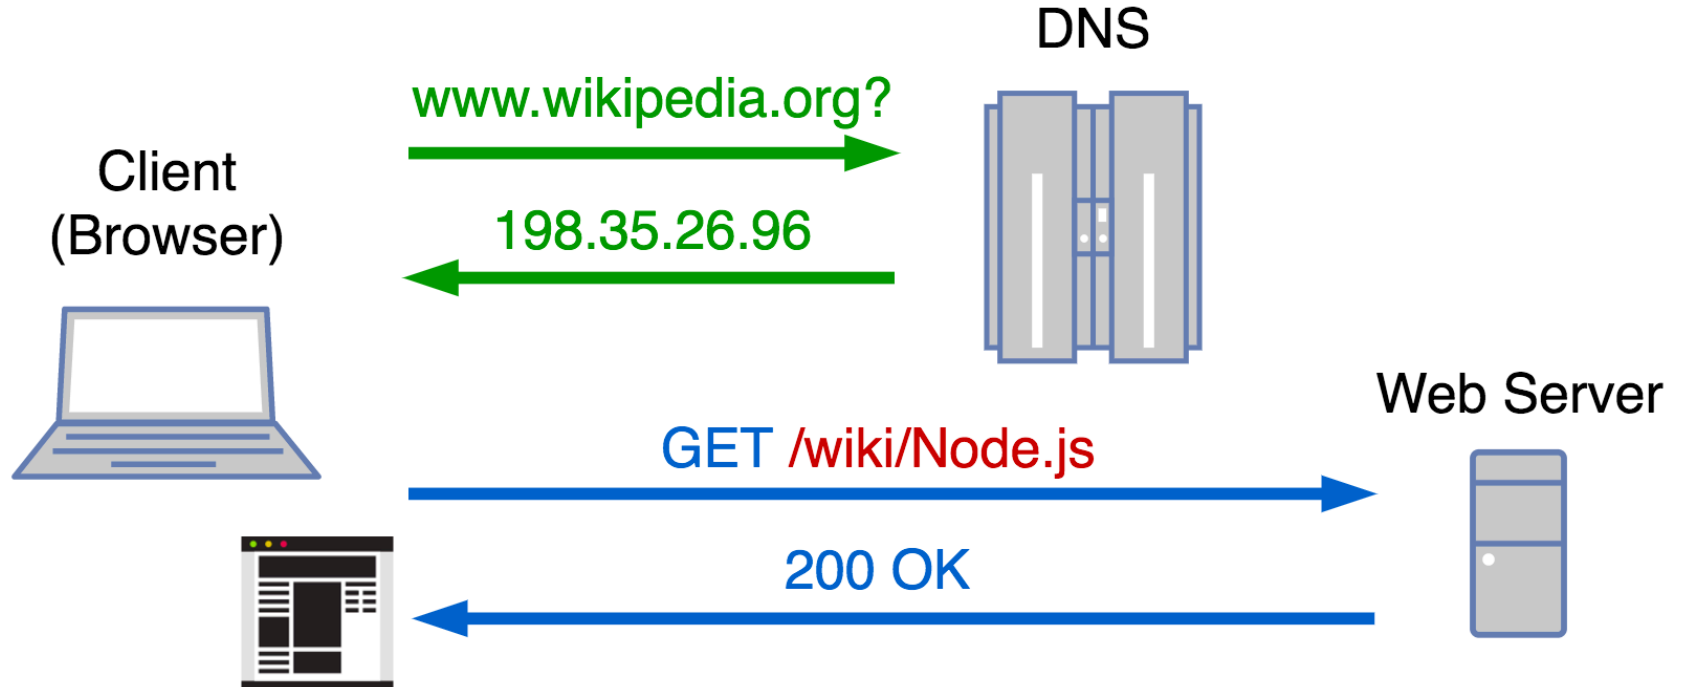 DNS
www.wikipedia.org?
Client
(Browser)
198.35.26.96
Web Server
GET /wiki/Node.js
200 OK